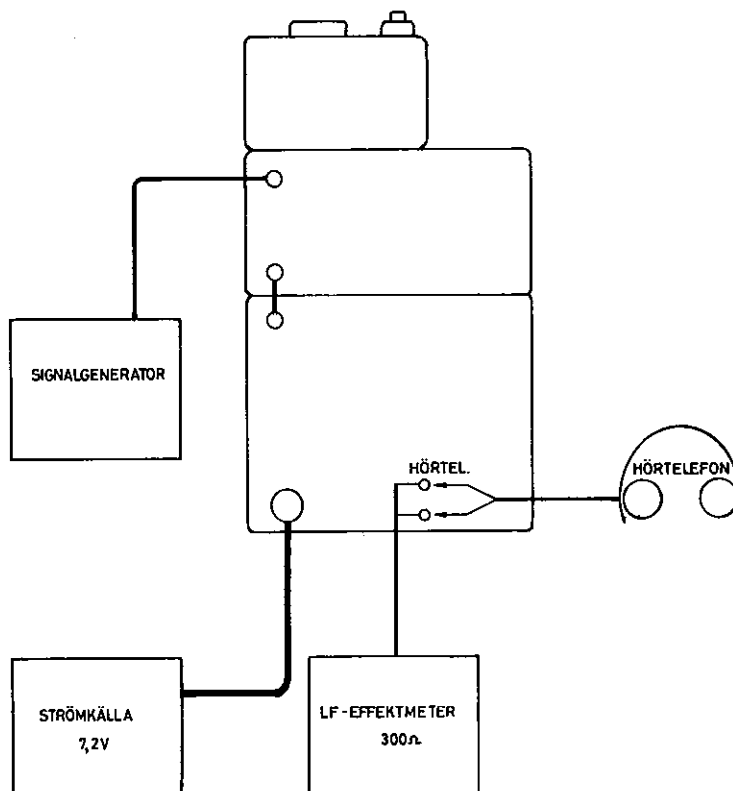 SIGNALGENERATOR
HÖRTEL.
HÖRTELEFON
STRÖMKÄLLA
7,2V
LF-EFFEKTMETER
300Ω